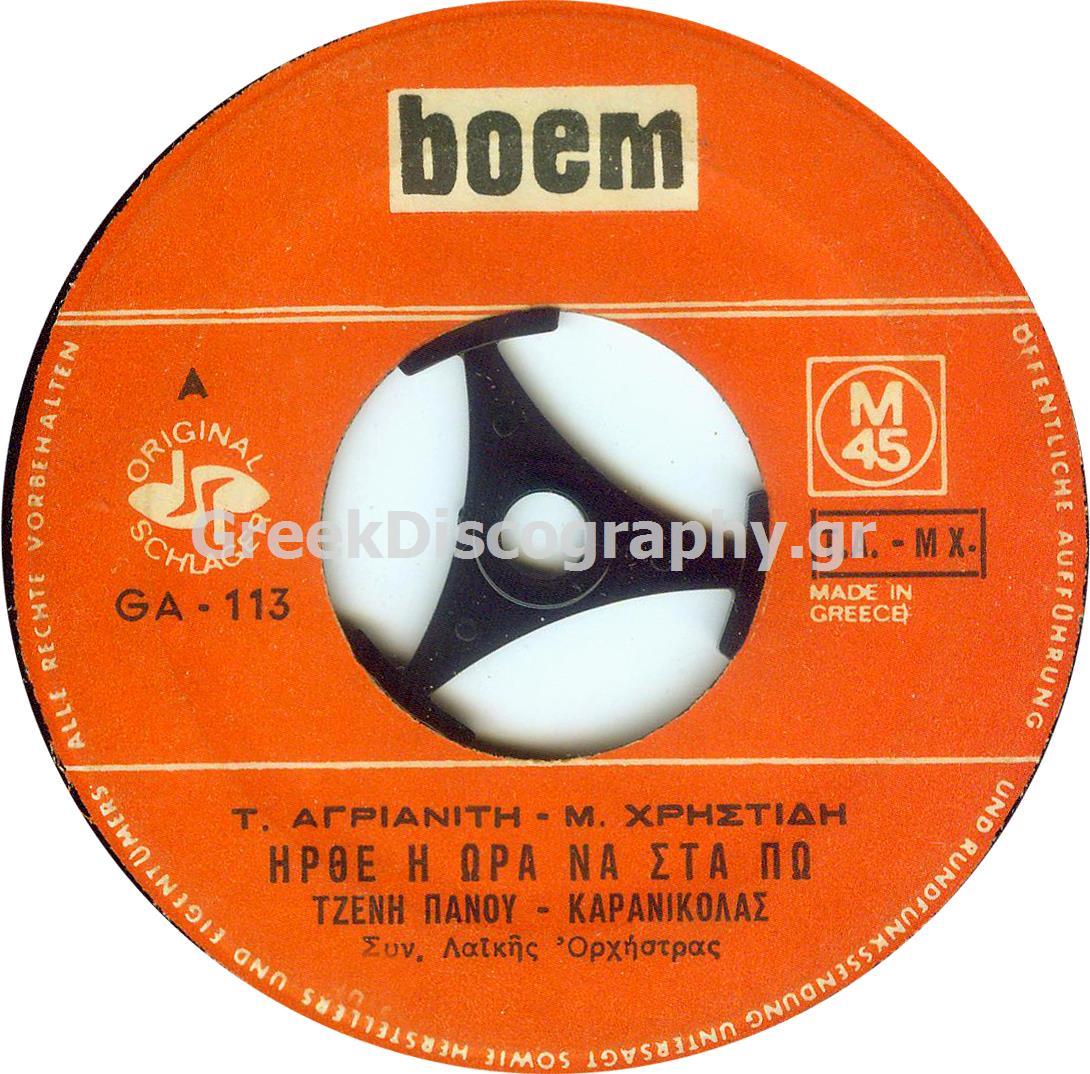 boem
A
ORIGINAL
SCHLAGER
GA - 113
M
45
- M X.
MADE IN
GREECE
GreekDiscography.gr
Τ. ΑΓΡΙΑΝΙΤΗ - Μ. ΧΡΗΣΤΙΔΗ
ΗΡΘΕ Η ΩΡΑ ΝΑ ΣΤΑ ΠΩ
ΤΖΕΝΗ ΠΑΝΟΥ - ΚΑΡΑΝΙΚΟΛΑΣ
Συν. Λαϊκῆς Ὀρχήστρας
ALLE RECHTE VORBEHALTEN
ÖFFENTLICHE AUFFÜHRUNG
UND RUNDFUNKSSENDUNG UNTERSAGT SOWIE HERSTELLERS UND EIGENTÜMERS